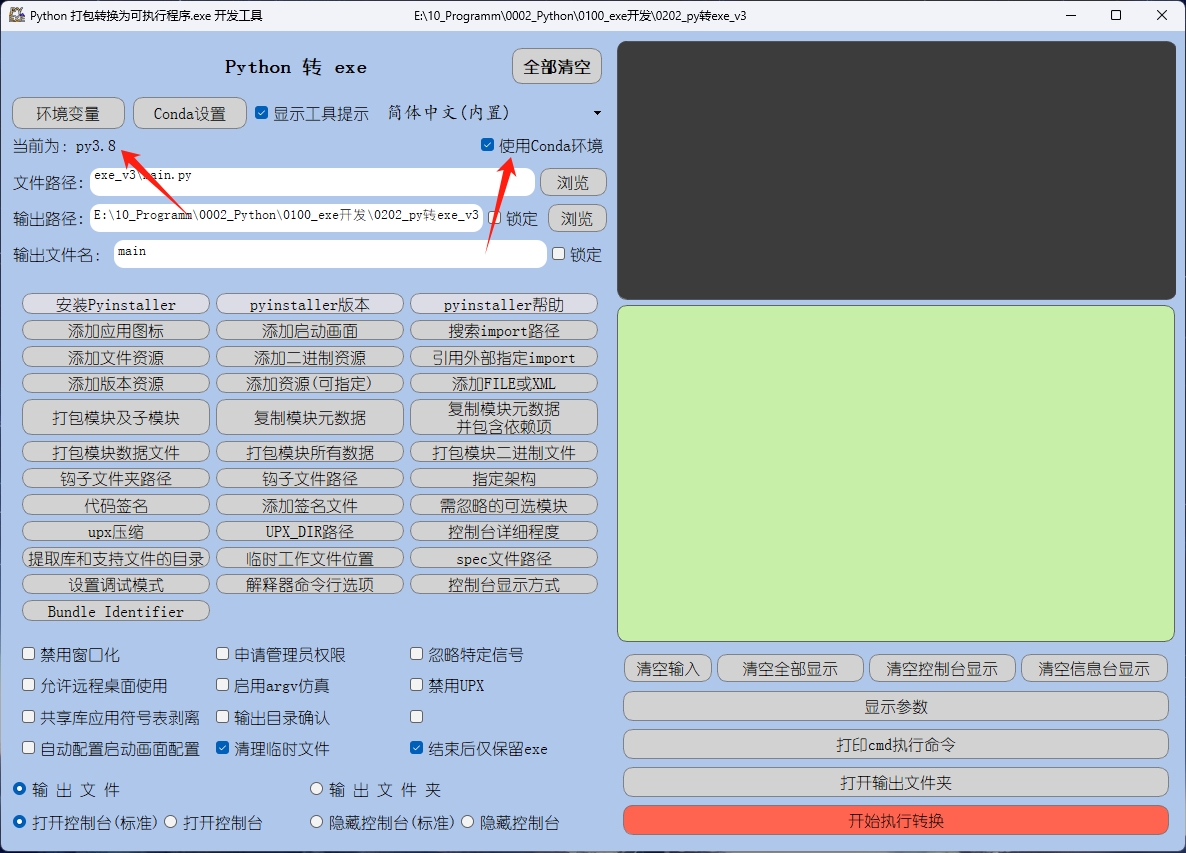 Python 打包转换为可执行程序.exe 开发工具 E:\10_Programm\0002_Python\0100_exe开发\0202_py转exe_v3
Python 转 exe 全部清空
环境变量 Conda设置 显示工具提示 简体中文(内置)
当前为: py3.8 使用Conda环境
文件路径: exe_v3\main.py 浏览
输出路径: E:\10_Programm\0002_Python\0100_exe开发\0202_py转exe_v3 锁定 浏览
输出文件名: main 锁定
安装Pyinstaller pyinstaller版本 pyinstaller帮助
添加应用图标 添加启动画面 搜索import路径
添加文件资源 添加二进制资源 引用外部指定import
添加版本资源 添加资源(可指定) 添加FILE或XML
打包模块及子模块 复制模块元数据 复制模块元数据
并包含依赖项
打包模块数据文件 打包模块所有数据 打包模块二进制文件
钩子文件夹路径 钩子文件路径 指定架构
代码签名 添加签名文件 需忽略的可选模块
upx压缩 UPX_DIR路径 控制台详细程度
提取库和支持文件的目录 临时工作文件位置 spec文件路径
设置调试模式 解释器命令行选项 控制台显示方式
Bundle Identifier
禁用窗口化 申请管理员权限 忽略特定信号
允许远程桌面使用 启用argv仿真 禁用UPX
共享库应用符号表剥离 输出目录确认
自动配置启动画面配置 清理临时文件 结束后仅保留exe
输 出 文 件 输 出 文 件 夹
打开控制台(标准) 打开控制台 隐藏控制台(标准) 隐藏控制台
清空输入 清空全部显示 清空控制台显示 清空信息台显示
显示参数
打印cmd执行命令
打开输出文件夹
开始执行转换